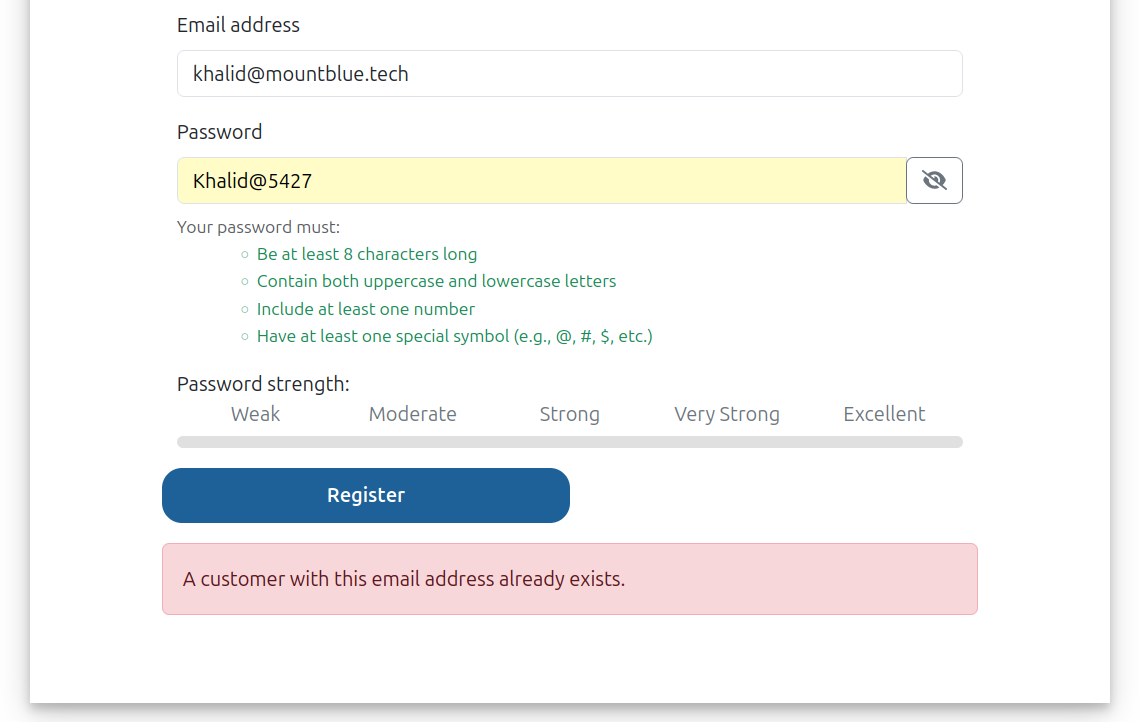 Email address
khalid@mountblue.tech
Password
Khalid@5427
Your password must:
Be at least 8 characters long
Contain both uppercase and lowercase letters
Include at least one number
Have at least one special symbol (e.g., @, #, $, etc.)
Password strength:
Weak Moderate Strong Very Strong Excellent
Register
A customer with this email address already exists.